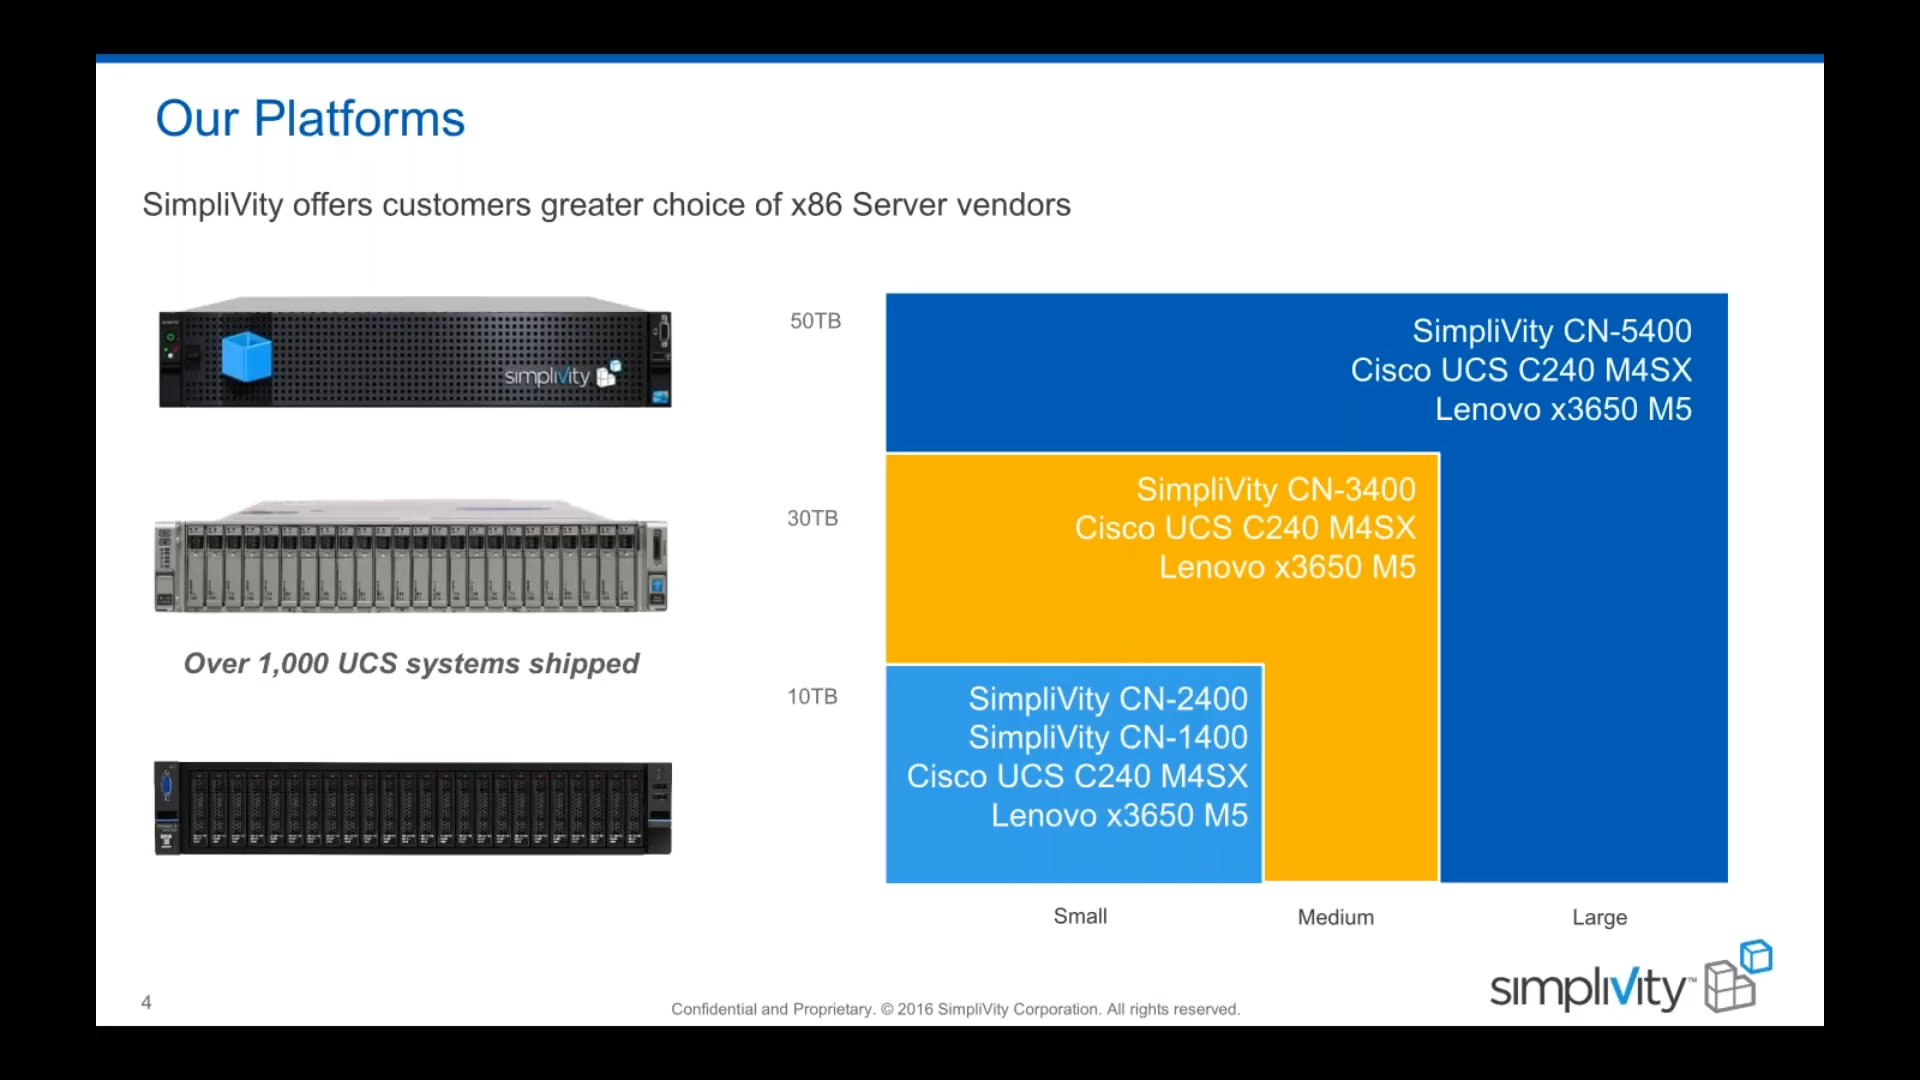 Our Platforms
SimpliVity offers customers greater choice of x86 Server vendors
simplivity
Over 1,000 UCS systems shipped
50TB
30TB
10TB
SimpliVity CN-5400
Cisco UCS C240 M4SX
Lenovo x3650 M5
SimpliVity CN-3400
Cisco UCS C240 M4SX
Lenovo x3650 M5
SimpliVity CN-2400
SimpliVity CN-1400
Cisco UCS C240 M4SX
Lenovo x3650 M5
Small
Medium
Large
4
Confidential and Proprietary. © 2016 SimpliVity Corporation. All rights reserved.
simplivity™